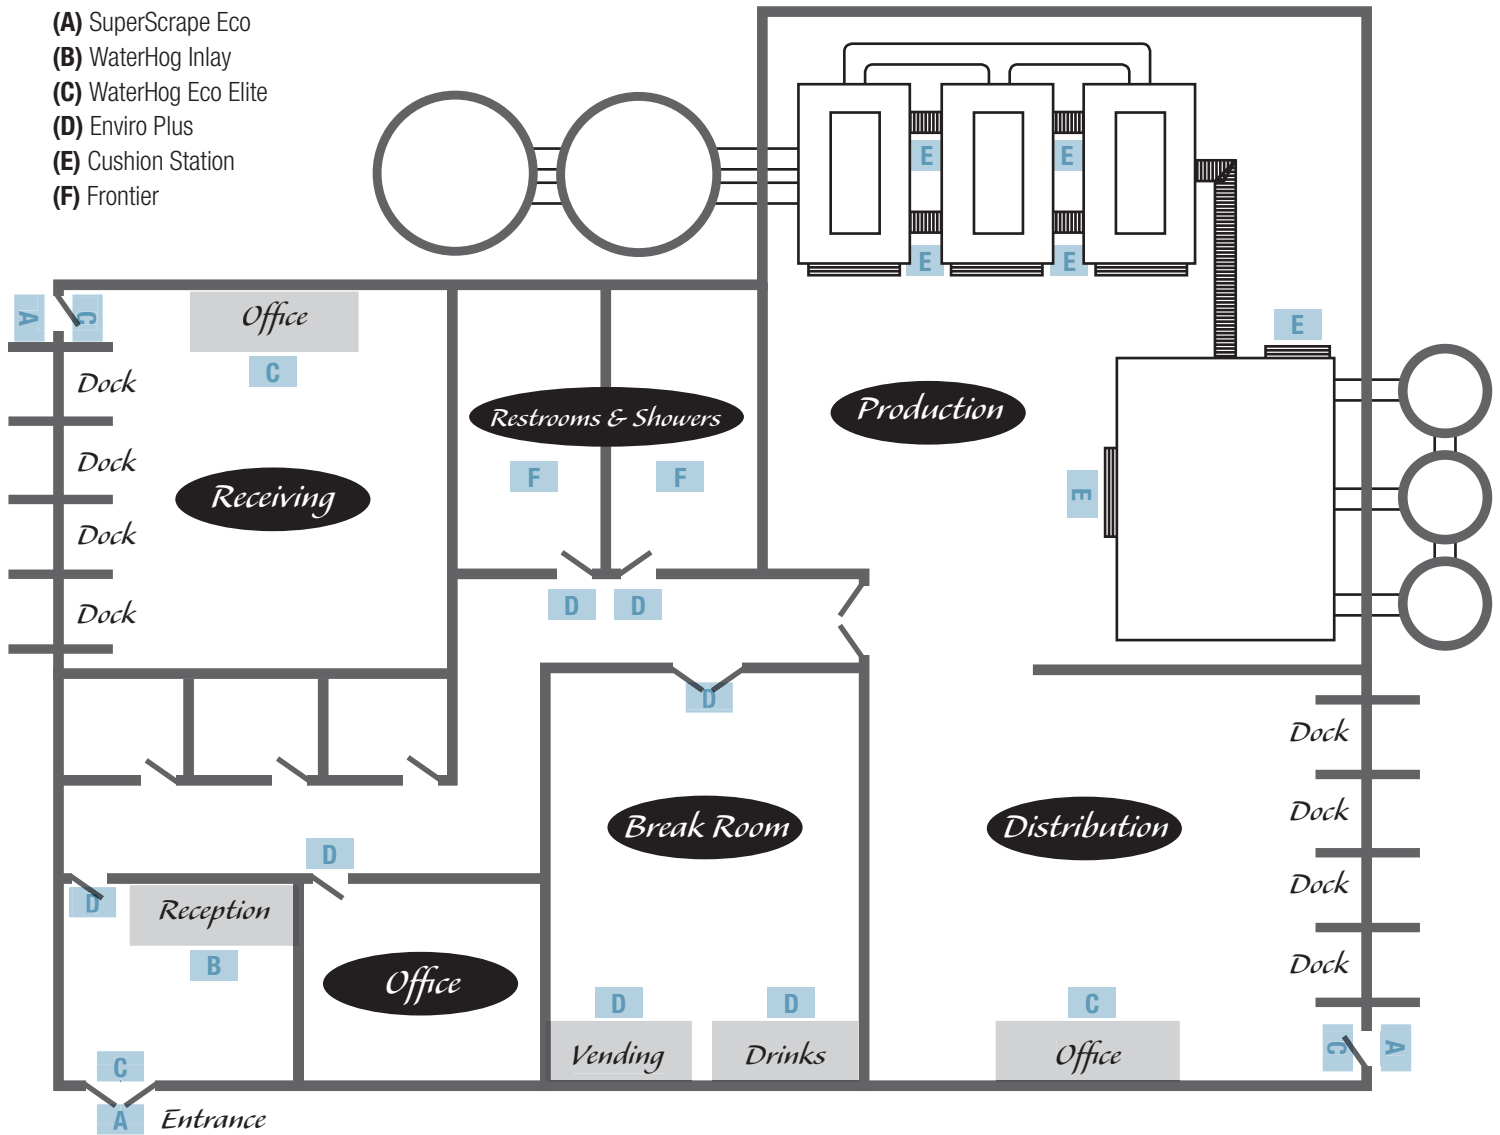 (A) SuperScrape Eco
(B) WaterHog Inlay
(C) WaterHog Eco Elite
(D) Enviro Plus
(E) Cushion Station
(F) Frontier
E
E
E
E
A
C
Office
C
E
Dock
Restrooms & Showers
Production
Dock
F
F
E
Receiving
Dock
Dock
D
D
D
Dock
Dock
Break Room
Distribution
D
Dock
D
Reception
B
Office
Dock
D
D
C
Vending
Drinks
Office
C
A
C
A
Entrance